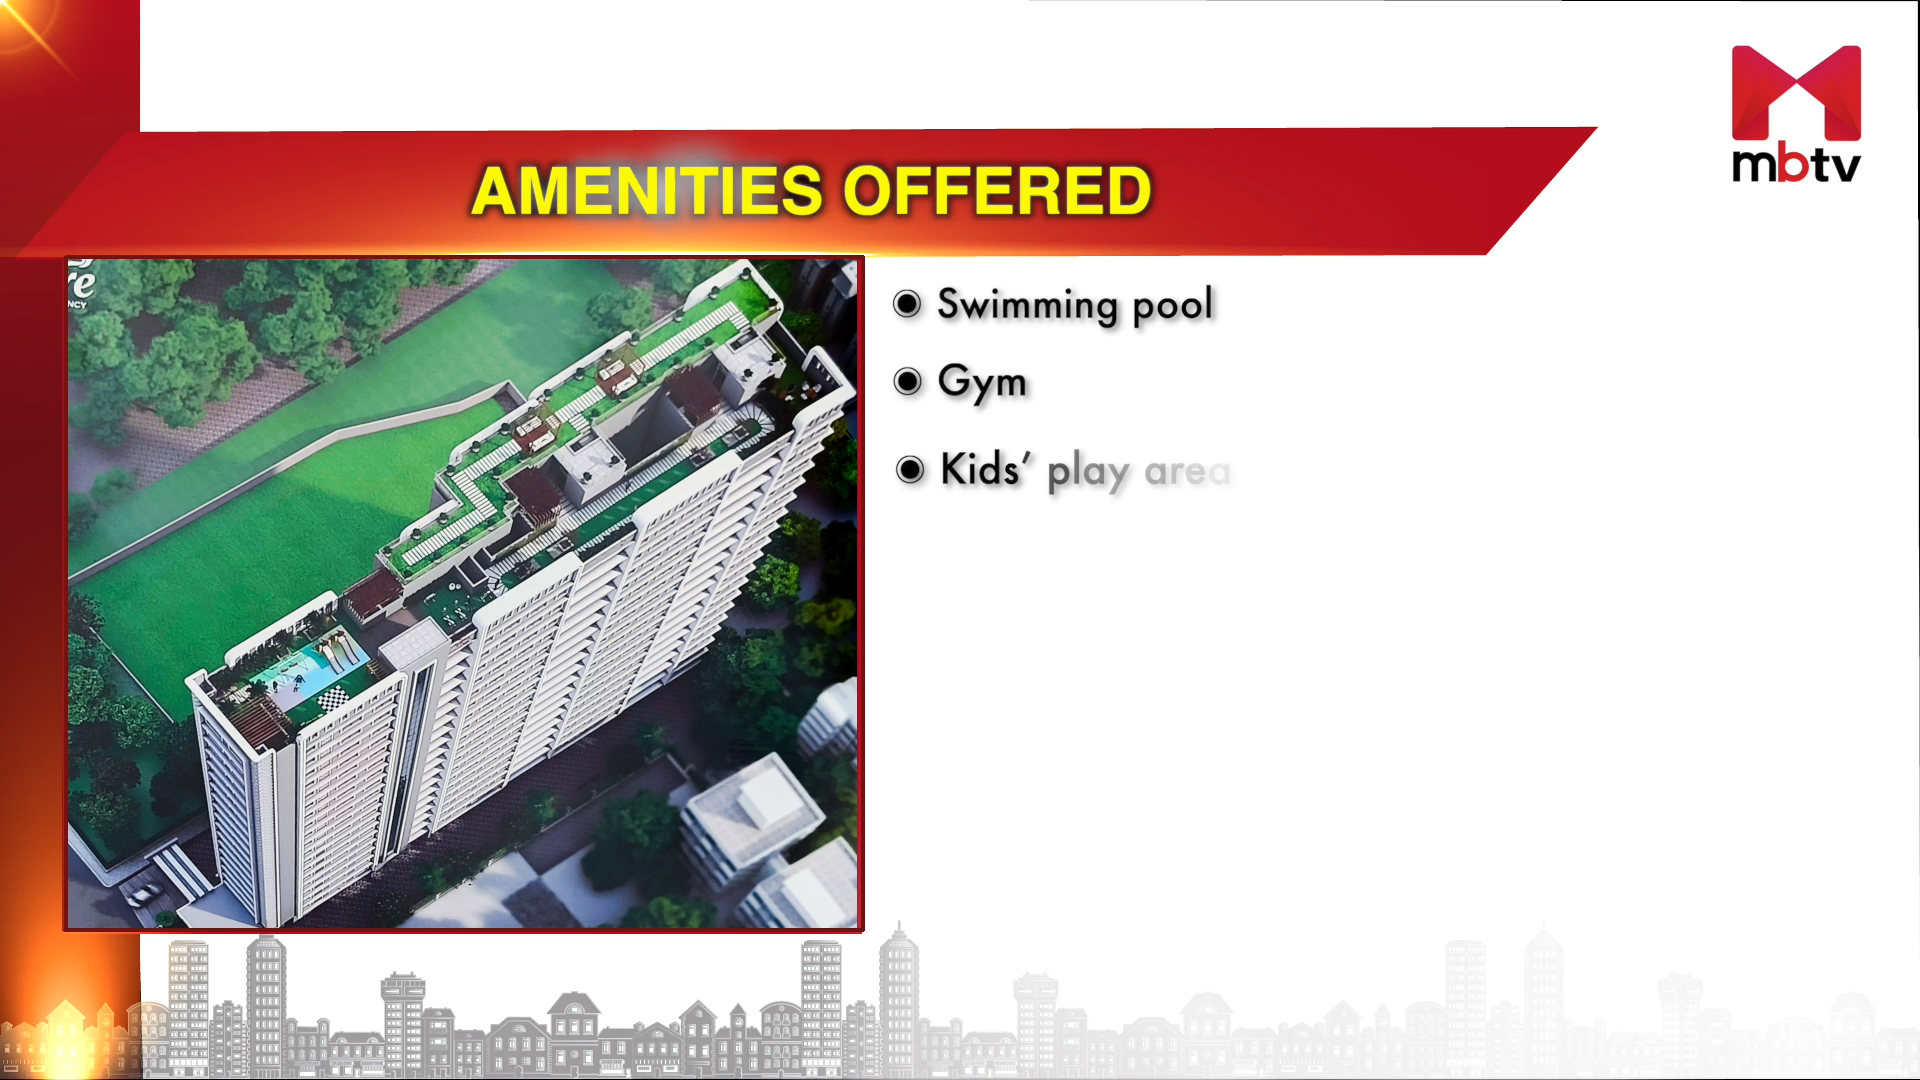 AMENITIES OFFERED
mbtv
Swimming pool
Gym
Kids’ play area